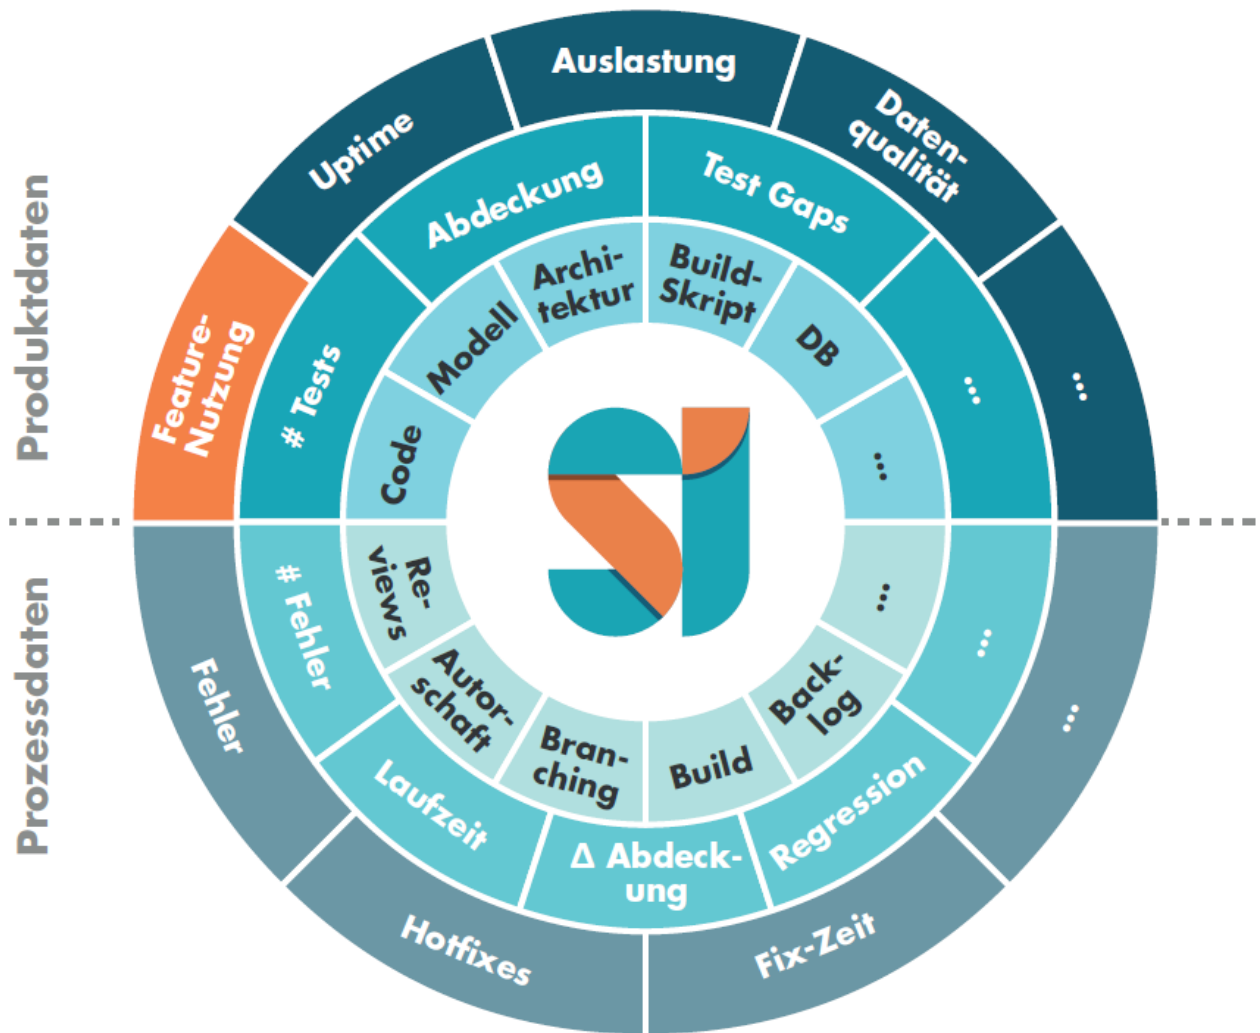 Produktdaten
Prozessdaten
Feature-
Nutzung
Uptime
Auslastung
Daten-
qualität
...
# Tests
Abdeckung
Test Gaps
...
Code
Modell
Archi-
tektur
Build-
Skript
DB
...
Re-
views
Autor-
schaft
Bran-
ching
Build
Back-
log
...
# Fehler
Laufzeit
Δ Abdeck-
ung
Regression
...
Fehler
Hotfixes
Fix-Zeit
...